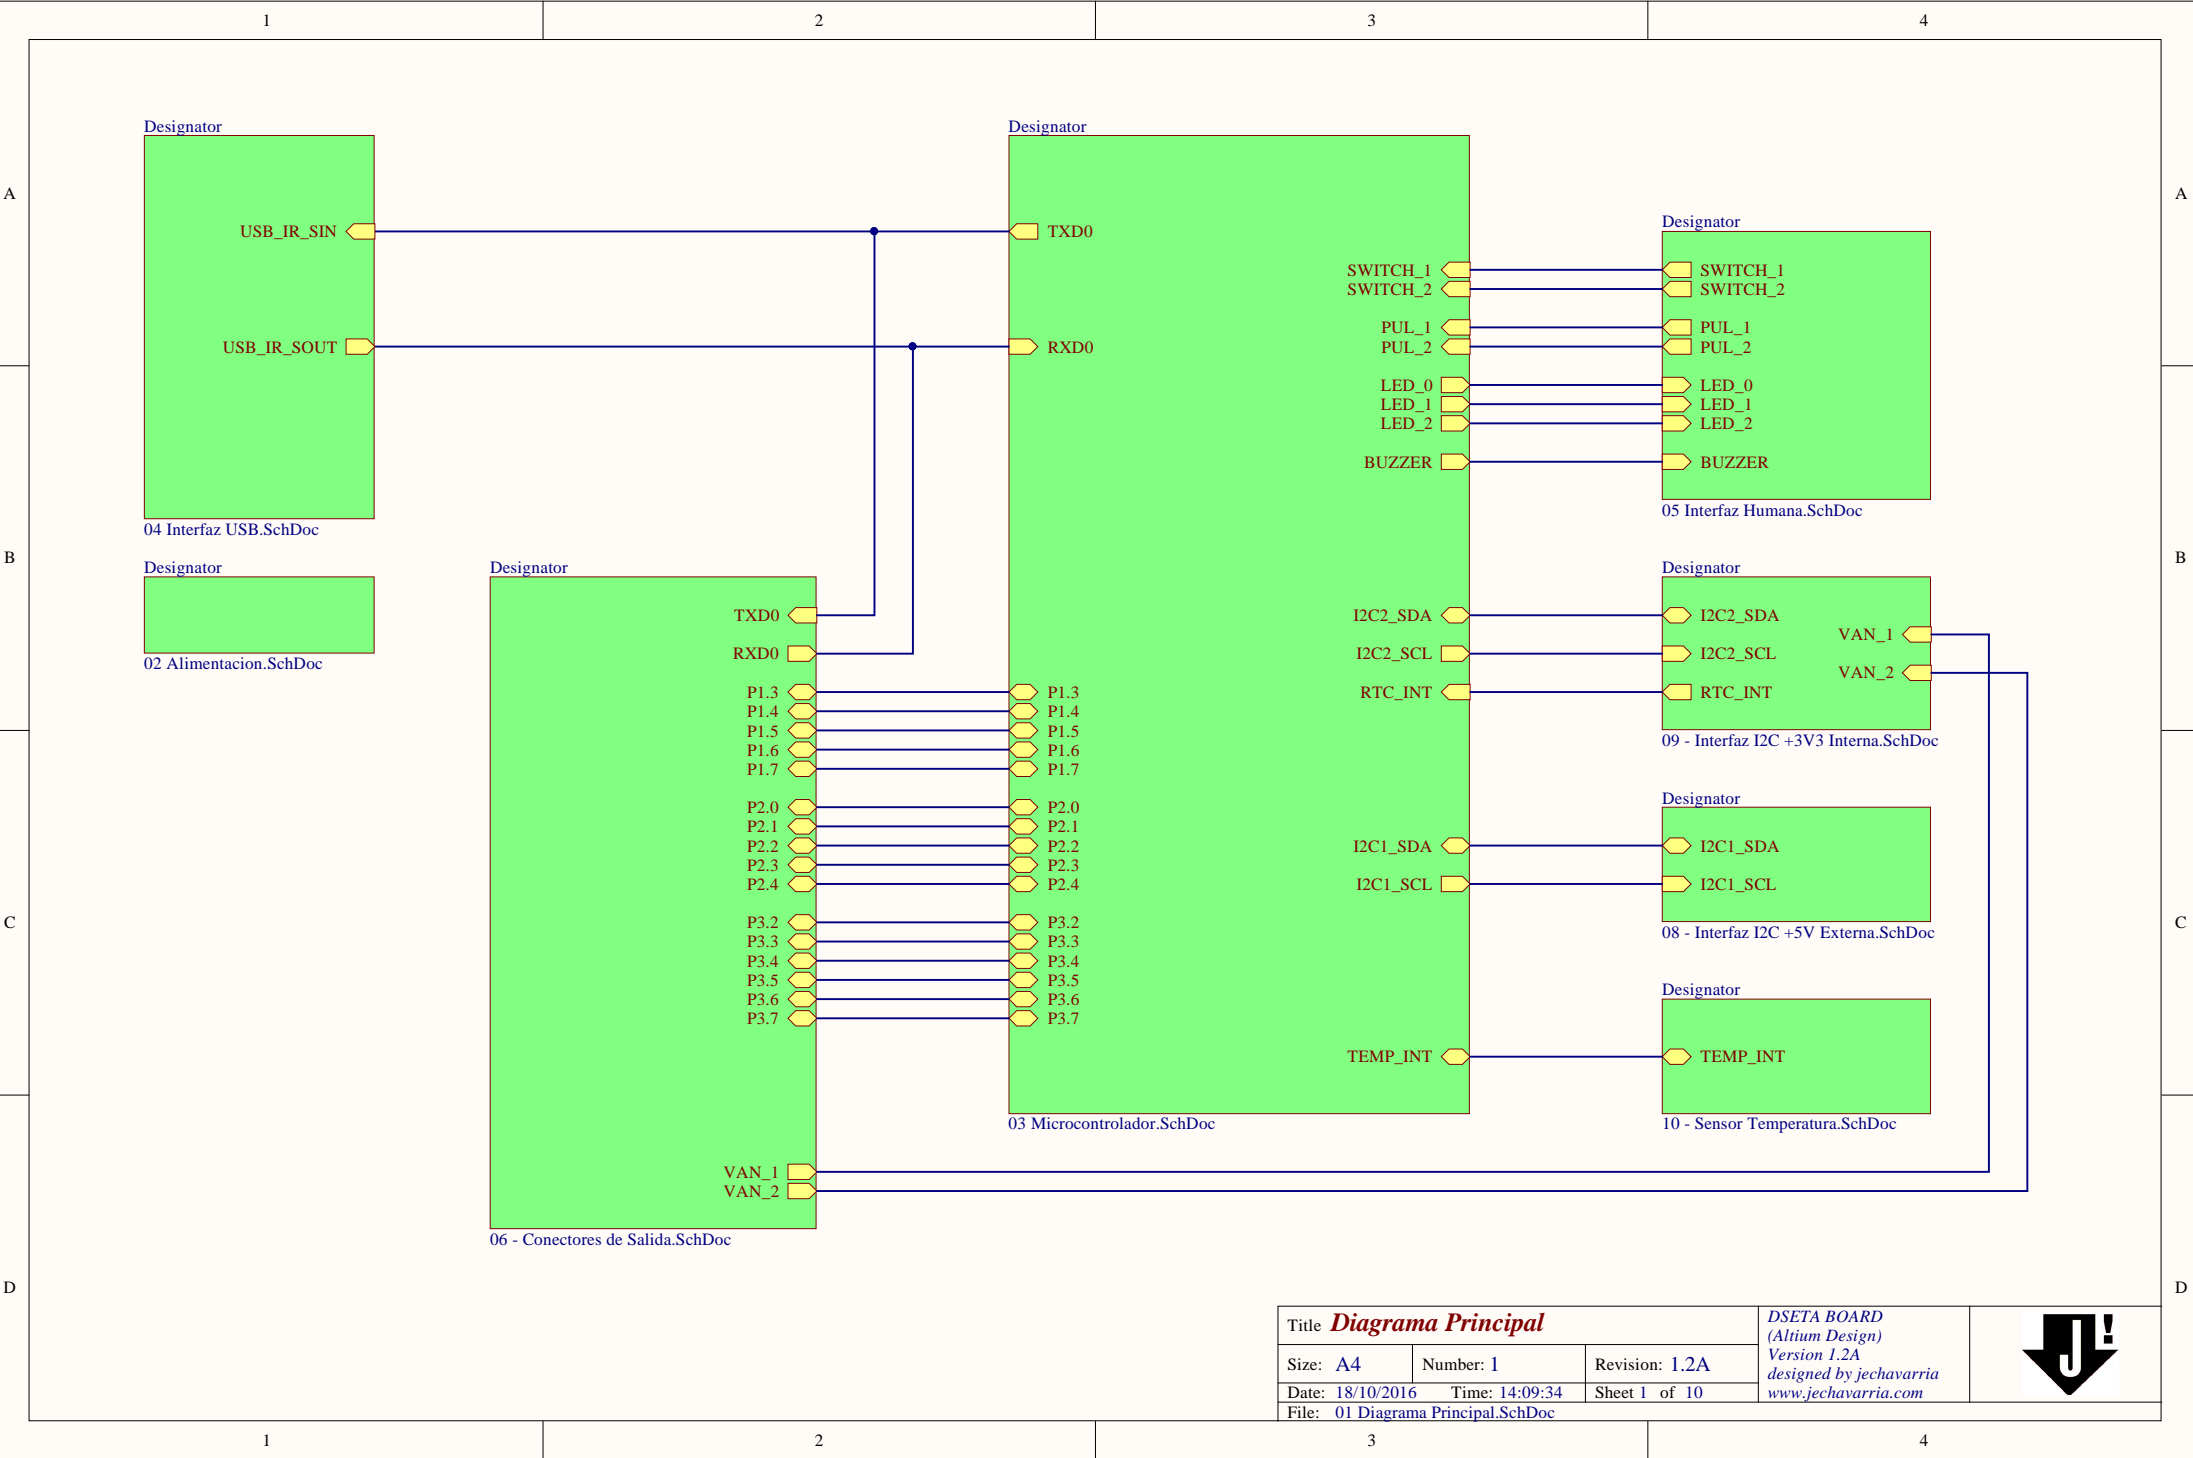 1 2 3 4
A A
B B
C C
D D
Designator
USB_IR_SIN
USB_IR_SOUT
04 Interfaz USB.SchDoc
Designator
02 Alimentacion.SchDoc
Designator
TXD0
RXD0
P1.3
P1.4
P1.5
P1.6
P1.7
P2.0
P2.1
P2.2
P2.3
P2.4
P3.2
P3.3
P3.4
P3.5
P3.6
P3.7
VAN_1
VAN_2
06 - Conectores de Salida.SchDoc
Designator
TXD0
RXD0
P1.3
P1.4
P1.5
P1.6
P1.7
P2.0
P2.1
P2.2
P2.3
P2.4
P3.2
P3.3
P3.4
P3.5
P3.6
P3.7
SWITCH_1
SWITCH_2
PUL_1
PUL_2
LED_0
LED_1
LED_2
BUZZER
I2C2_SDA
I2C2_SCL
RTC_INT
I2C1_SDA
I2C1_SCL
TEMP_INT
03 Microcontrolador.SchDoc
Designator
SWITCH_1
SWITCH_2
PUL_1
PUL_2
LED_0
LED_1
LED_2
BUZZER
05 Interfaz Humana.SchDoc
Designator
I2C2_SDA
I2C2_SCL
RTC_INT
VAN_1
VAN_2
09 - Interfaz I2C +3V3 Interna.SchDoc
Designator
I2C1_SDA
I2C1_SCL
08 - Interfaz I2C +5V Externa.SchDoc
Designator
TEMP_INT
10 - Sensor Temperatura.SchDoc
Title Diagrama Principal
Size: A4 Number: 1 Revision: 1.2A
Date: 18/10/2016 Time: 14:09:34 Sheet 1 of 10
File: 01 Diagrama Principal.SchDoc
DSETA BOARD
(Altium Design)
Version 1.2A
designed by jechavarria
www.jechavarria.com
J!
1 2 3 4